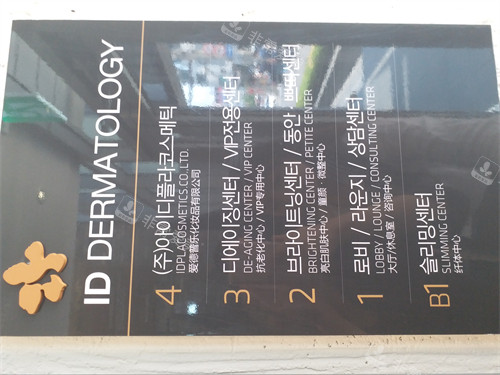 ID DERMATOLOGY
4 (주)아이디플라코스메틱
IDPLACOSMETICS CO., LTD.
爱德普乐化妆品有限公司
3 디에이징센터 / VIP전용센터
DE-AGING CENTER / VIP CENTER
抗老化中心 / VIP专用中心
2 브라이트닝센터 / 동안·쁘띠센터
BRIGHTENING CENTER / PETITE CENTER
亮白肌肤中心 / 童颜·微整中心
1 로비 / 라운지 / 상담센터
LOBBY / LOUNGE / CONSULTING CENTER
大厅/休息室 / 咨询中心
B1 슬리밍센터
SLIMMING CENTER
纤体中心